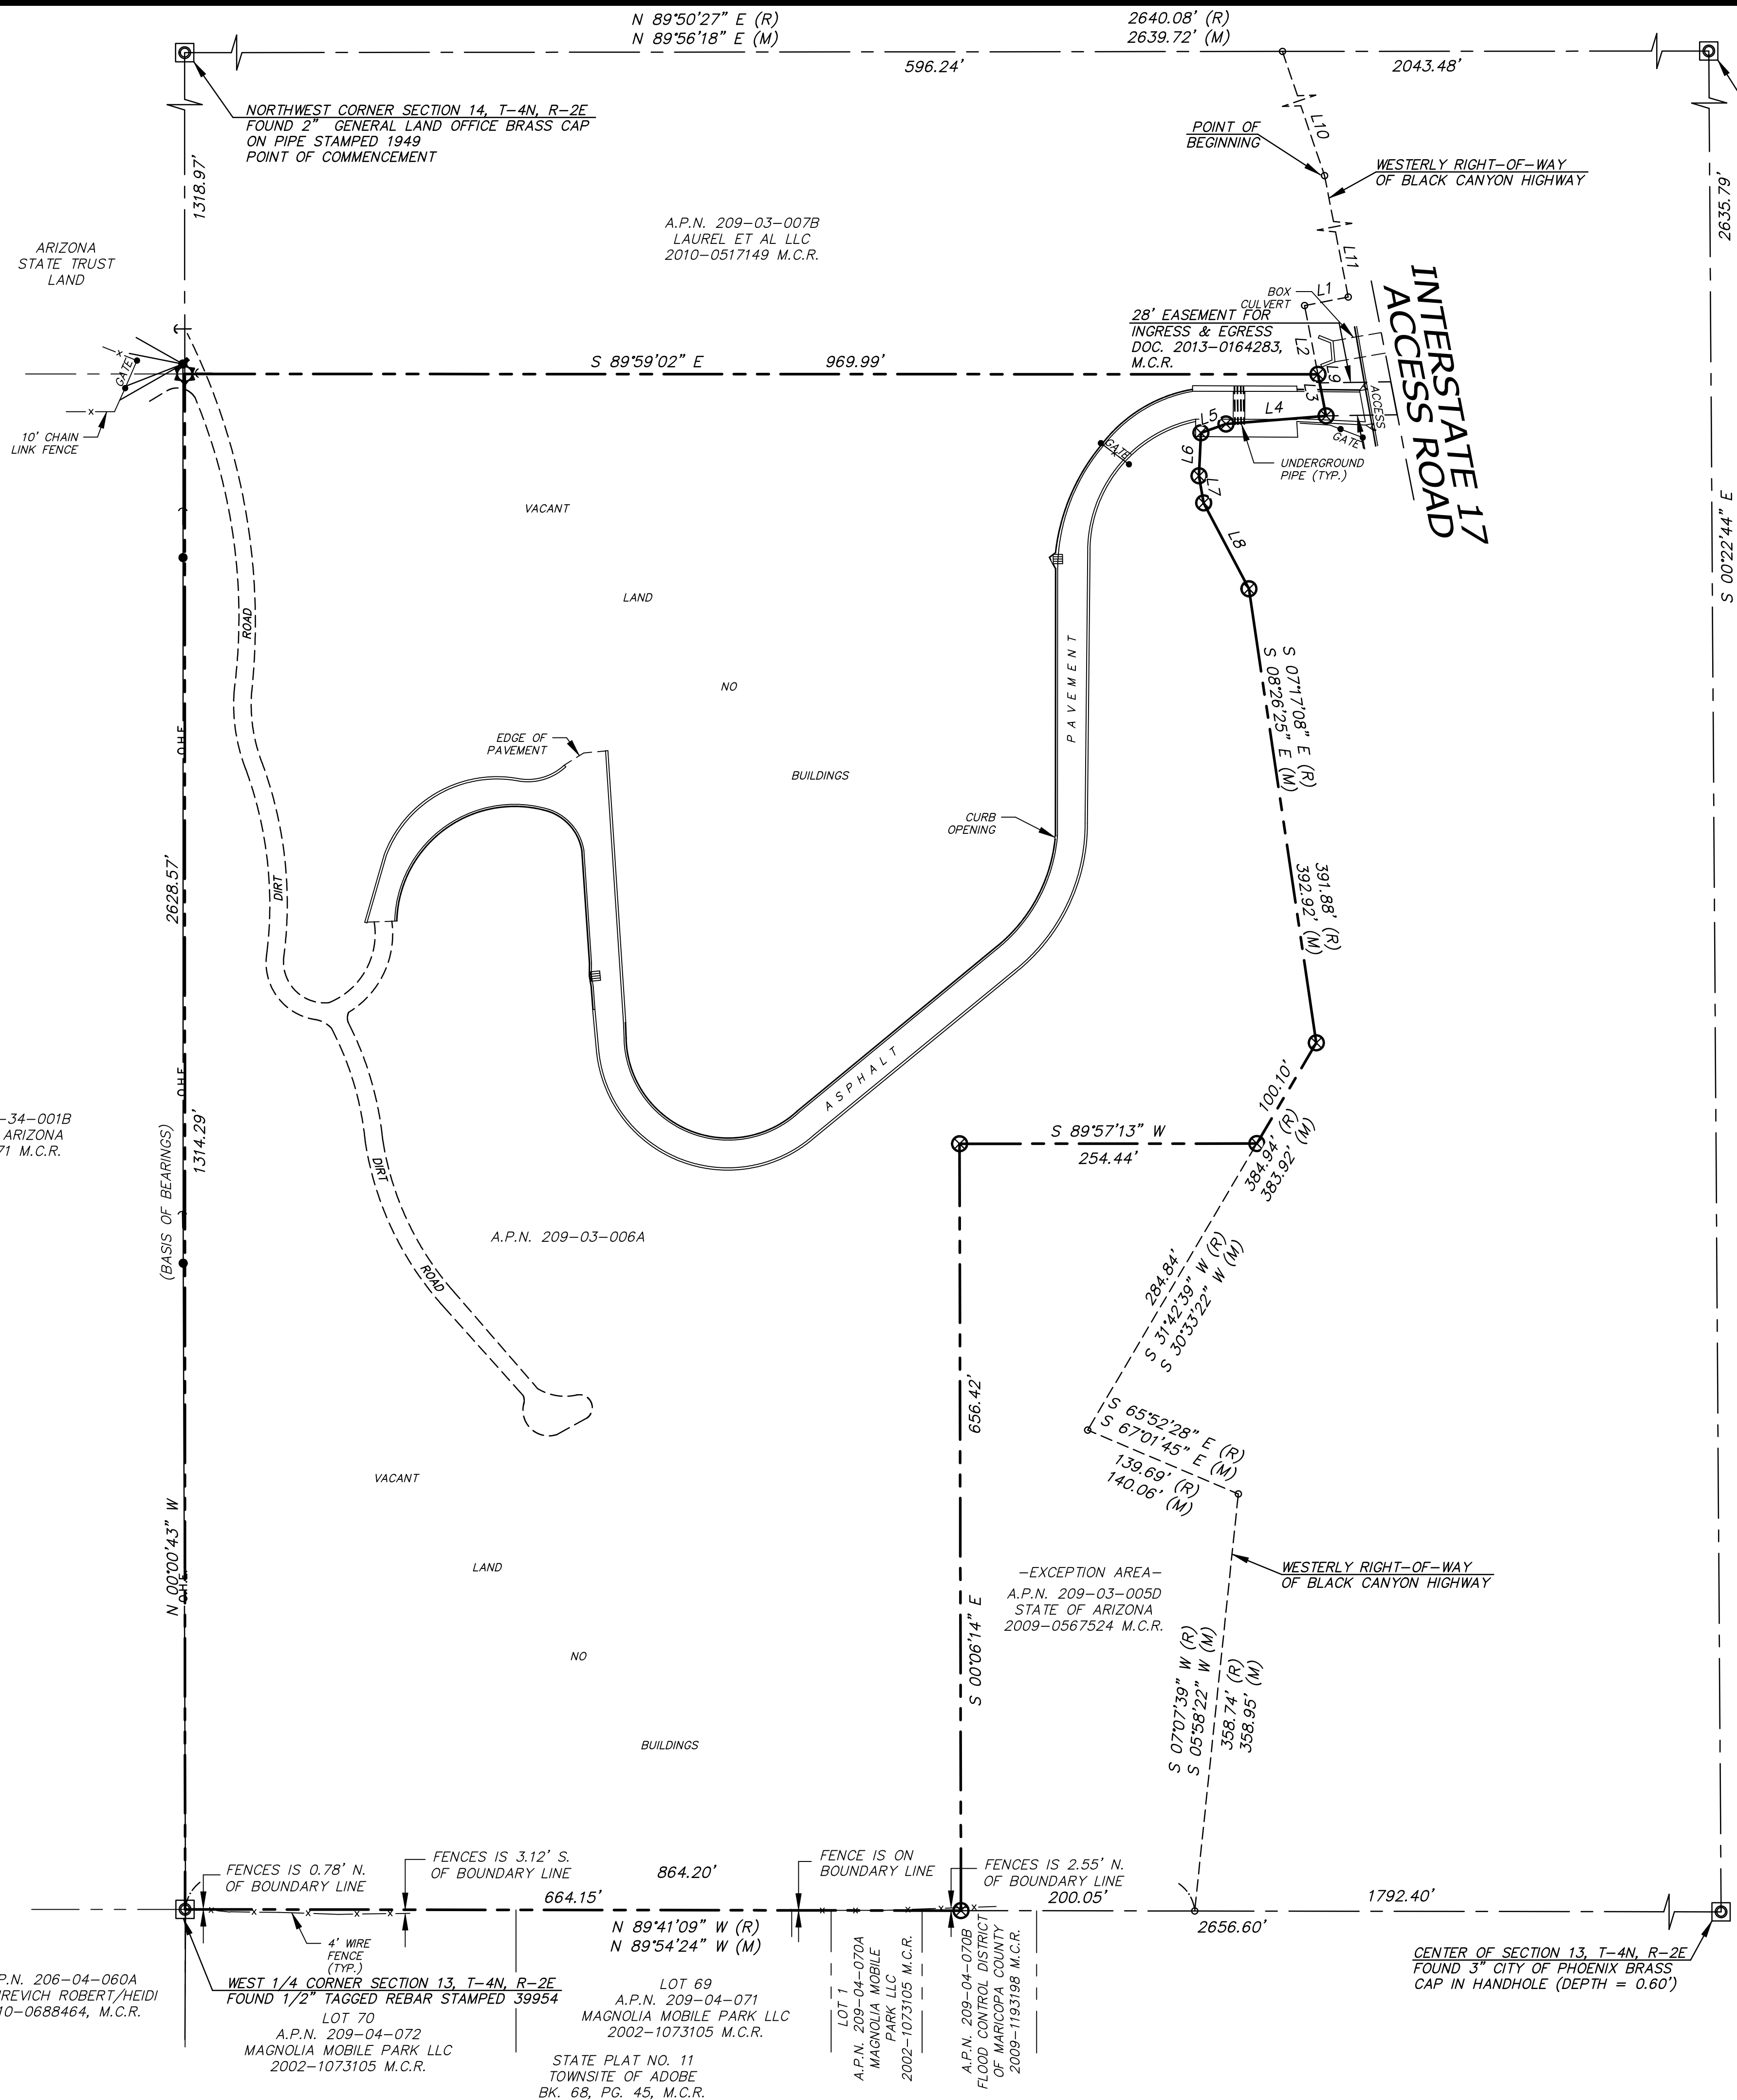 N 89°50'27" E (R)
N 89°56'18" E (M)
2640.08' (R)
2639.72' (M)
596.24'
2043.48'
NORTHWEST CORNER SECTION 14, T-4N, R-2E
FOUND 2" GENERAL LAND OFFICE BRASS CAP
ON PIPE STAMPED 1949
POINT OF COMMENCEMENT
1318.97'
L10
POINT OF
BEGINNING
WESTERLY RIGHT-OF-WAY
OF BLACK CANYON HIGHWAY
2635.79'
S 00°22'44" E
A.P.N. 209-03-007B
LAUREL ET AL LLC
2010-0517149 M.C.R.
ARIZONA
STATE TRUST
LAND
L11
L1
BOX
CULVERT
INTERSTATE 17
ACCESS ROAD
28' EASEMENT FOR
INGRESS & EGRESS
DOC. 2013-0164283,
M.C.R.
L2
L9
L3
ACCESS
S 89°59'02" E
969.99'
GATE
10' CHAIN
LINK FENCE
L4
L5
L6
L7
L8
GATE
GATE
UNDERGROUND
PIPE (TYP.)
VACANT
LAND
NO
BUILDINGS
ROAD
DIRT
OHE
2628.57'
EDGE OF
PAVEMENT
PAVEMENT
CURB
OPENING
S 07°17'08" E (R)
S 08°26'25" E (M)
391.88' (R)
392.92' (M)
ASPHALT
100.10'
384.94' (R)
383.92' (M)
S 89°57'13" W
254.44'
-34-001B
ARIZONA
71 M.C.R.
OHE
1314.29'
(BASIS OF BEARINGS)
DIRT
ROAD
A.P.N. 209-03-006A
284.84'
S 31°42'39" W (R)
S 30°33'22" W (M)
656.42'
S 00°06'14" E
S 65°52'28" E (R)
S 67°01'45" E (M)
139.69' (R)
140.06' (M)
VACANT
LAND
NO
BUILDINGS
N 00°00'43" W
OHE
-EXCEPTION AREA-
A.P.N. 209-03-005D
STATE OF ARIZONA
2009-0567524 M.C.R.
WESTERLY RIGHT-OF-WAY
OF BLACK CANYON HIGHWAY
S 07°07'39" W (R)
S 05°58'22" W (M)
358.74' (R)
358.95' (M)
FENCES IS 0.78' N.
OF BOUNDARY LINE
FENCES IS 3.12' S.
OF BOUNDARY LINE
864.20'
664.15'
FENCE IS ON
BOUNDARY LINE
FENCES IS 2.55' N.
OF BOUNDARY LINE
200.05'
1792.40'
2656.60'
N 89°41'09" W (R)
N 89°54'24" W (M)
4' WIRE
FENCE
(TYP.)
WEST 1/4 CORNER SECTION 13, T-4N, R-2E
FOUND 1/2" TAGGED REBAR STAMPED 39954
CENTER OF SECTION 13, T-4N, R-2E
FOUND 3" CITY OF PHOENIX BRASS
CAP IN HANDHOLE (DEPTH = 0.60')
P.N. 206-04-060A
REVICH ROBERT/HEIDI
10-0688464, M.C.R.
LOT 70
A.P.N. 209-04-072
MAGNOLIA MOBILE PARK LLC
2002-1073105 M.C.R.
LOT 69
A.P.N. 209-04-071
MAGNOLIA MOBILE PARK LLC
2002-1073105 M.C.R.
STATE PLAT NO. 11
TOWNSITE OF ADOBE
BK. 68, PG. 45, M.C.R.
LOT 1
A.P.N. 209-04-070A
MAGNOLIA MOBILE
PARK LLC
2002-1073105 M.C.R.
A.P.N. 209-04-070B
FLOOD CONTROL DISTRICT
OF MARICOPA COUNTY
2009-1193198 M.C.R.